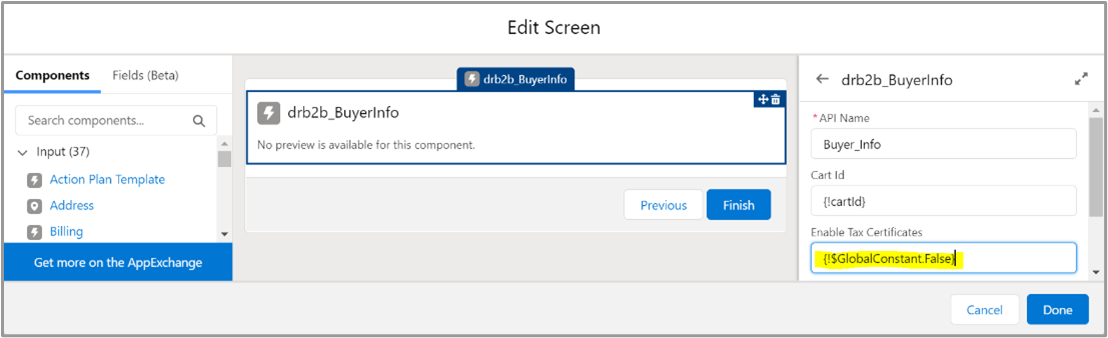 Edit Screen
Components Fields (Beta)
Search components...
Input (37)
Action Plan Template
Address
Billing
Get more on the AppExchange
drb2b_BuyerInfo
drb2b_BuyerInfo
No preview is available for this component.
Previous Finish
drb2b_BuyerInfo
* API Name
Buyer_Info
Cart Id
{!cartId}
Enable Tax Certificates
{!$GlobalConstant.False}
Cancel Done